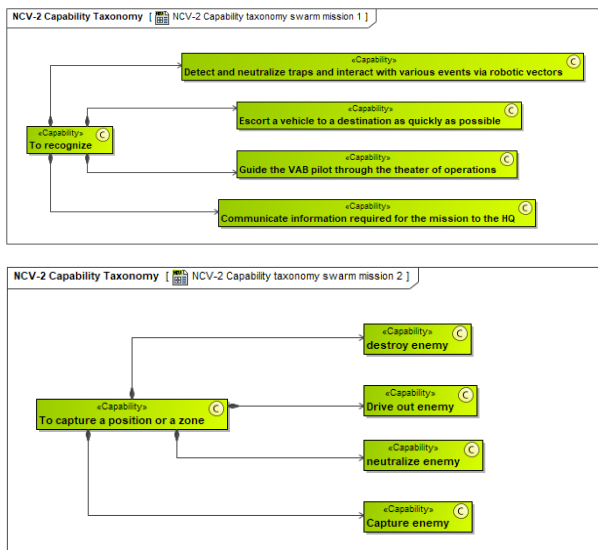 NCV-2 Capability Taxonomy [ NCV-2 Capability taxonomy swarm mission 1 ]
«Capability» C
Detect and neutralize traps and interact with various events via robotic vectors
«Capability» C
Escort a vehicle to a destination as quickly as possible
«Capability» C
To recognize
«Capability» C
Guide the VAB pilot through the theater of operations
«Capability» C
Communicate information required for the mission to the HQ
NCV-2 Capability Taxonomy [ NCV-2 Capability taxonomy swarm mission 2 ]
«Capability» C
destroy enemy
«Capability» C
Drive out enemy
«Capability» C
To capture a position or a zone
«Capability» C
neutralize enemy
«Capability» C
Capture enemy